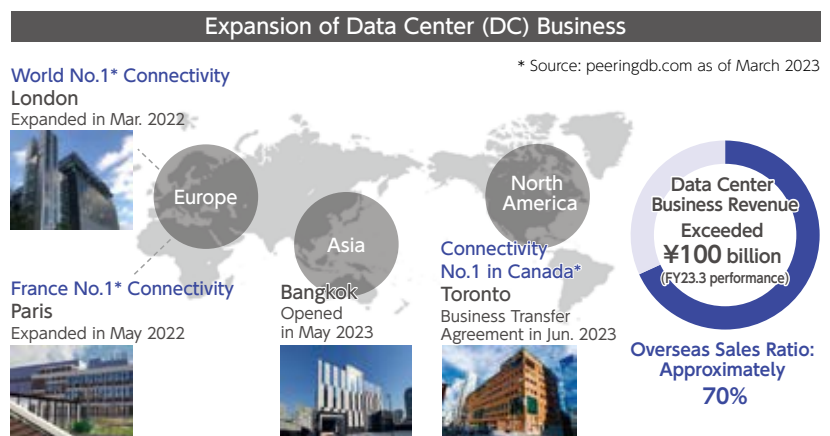 Expansion of Data Center (DC) Business
* Source: peeringdb.com as of March 2023
World No.1* Connectivity
London
Expanded in Mar. 2022
Europe
France No.1* Connectivity
Paris
Expanded in May 2022
Asia
Bangkok
Opened
in May 2023
North
America
Connectivity
No.1 in Canada*
Toronto
Business Transfer
Agreement in Jun. 2023
Data Center
Business Revenue
Exceeded
¥100 billion
(FY23.3 performance)
Overseas Sales Ratio:
Approximately
70%